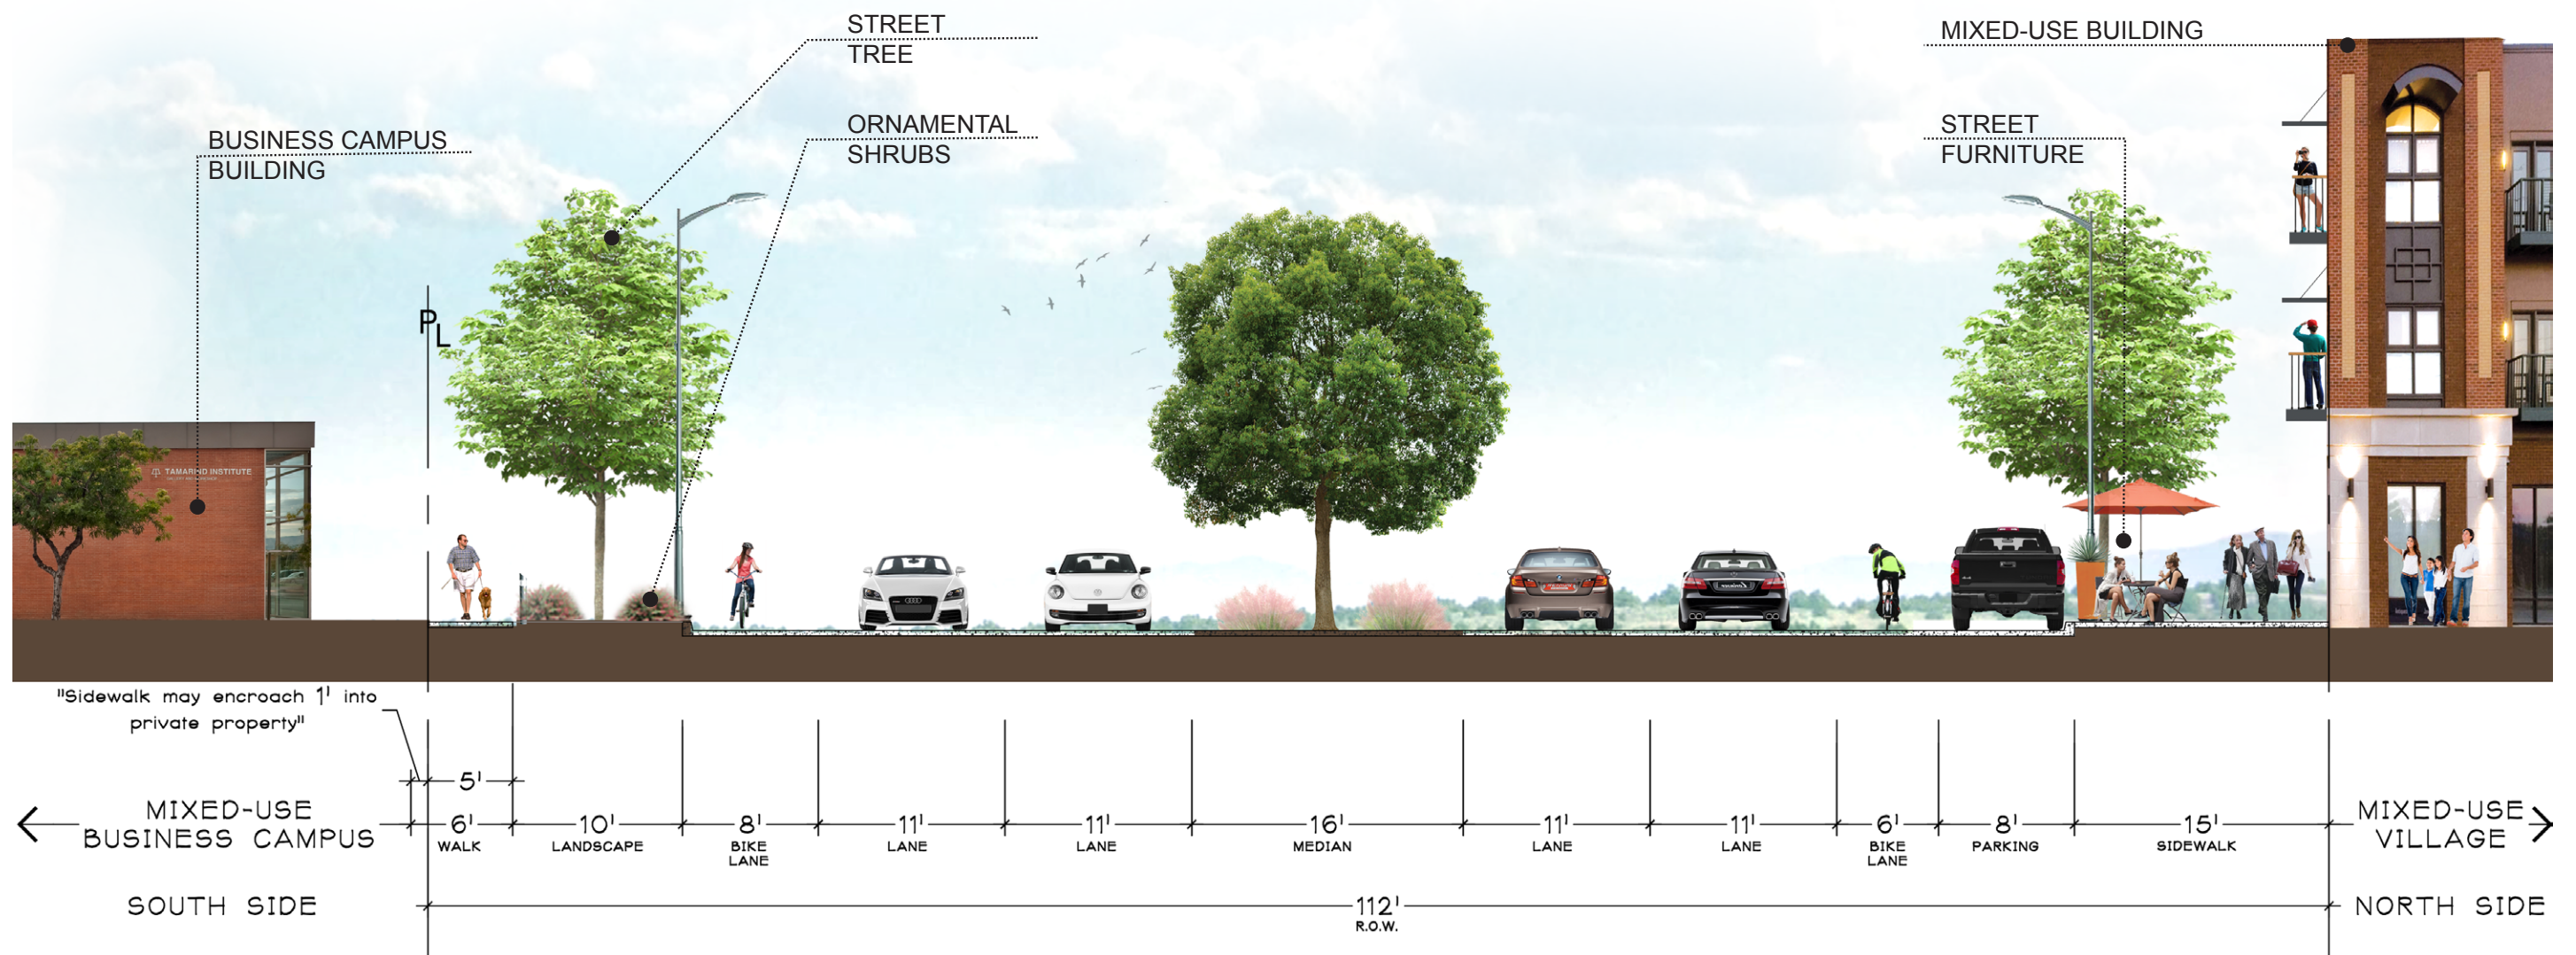 STREET
TREE
MIXED-USE BUILDING
ORNAMENTAL
SHRUBS
STREET
FURNITURE
BUSINESS CAMPUS
BUILDING
PL
TAMARIND INSTITUTE
"Sidewalk may encroach 1' into
private property"
5'
MIXED-USE
BUSINESS CAMPUS
6'
WALK
10'
LANDSCAPE
8'
BIKE
LANE
11'
LANE
11'
LANE
16'
MEDIAN
11'
LANE
11'
LANE
6'
BIKE
LANE
8'
PARKING
15'
SIDEWALK
MIXED-USE
VILLAGE
SOUTH SIDE
112'
R.O.W.
NORTH SIDE